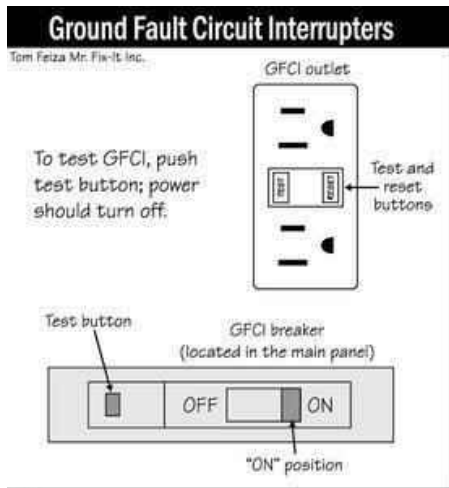 Ground Fault Circuit Interrupters
Tom Feiza Mr. Fix-It Inc.
GFCI outlet
To test GFCI, push
test button; power
should turn off.
TEST
RESET
Test and
reset
buttons
Test button
GFCI breaker
(located in the main panel)
OFF
ON
"ON" position